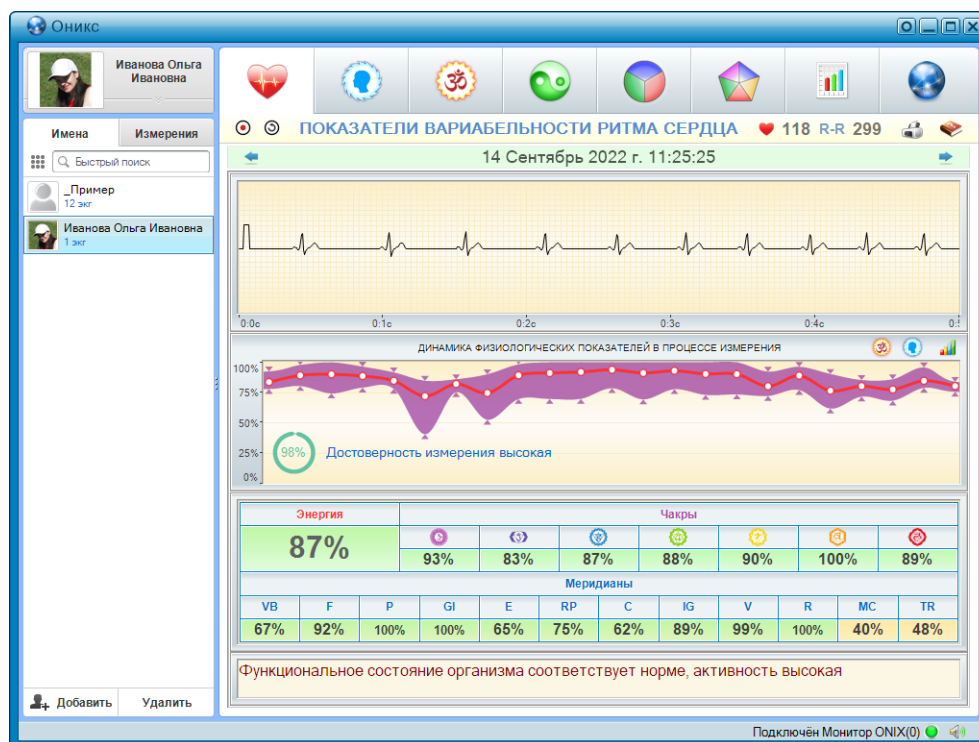 Оникс
Иванова Ольга
Ивановна
Имена Измерения
Быстрый поиск
_Пример
12 экг
Иванова Ольга Ивановна
1 экг
Добавить Удалить
ПОКАЗАТЕЛИ ВАРИАБЕЛЬНОСТИ РИТМА СЕРДЦА 118 R-R 299
14 Сентябрь 2022 г. 11:25:25
0:0с 0:1с 0:2с 0:3с 0:4с
ДИНАМИКА ФИЗИОЛОГИЧЕСКИХ ПОКАЗАТЕЛЕЙ В ПРОЦЕССЕ ИЗМЕРЕНИЯ
100%
75%
50%
25%
0%
98% Достоверность измерения высокая
Энергия Чакры
87%
93% 83% 87% 88% 90% 100% 89%
Меридианы
VB F P GI E RP C IG V R MC TR
67% 92% 100% 100% 65% 75% 62% 89% 99% 100% 40% 48%
Функциональное состояние организма соответствует норме, активность высокая
Подключён Монитор ONIX(0)